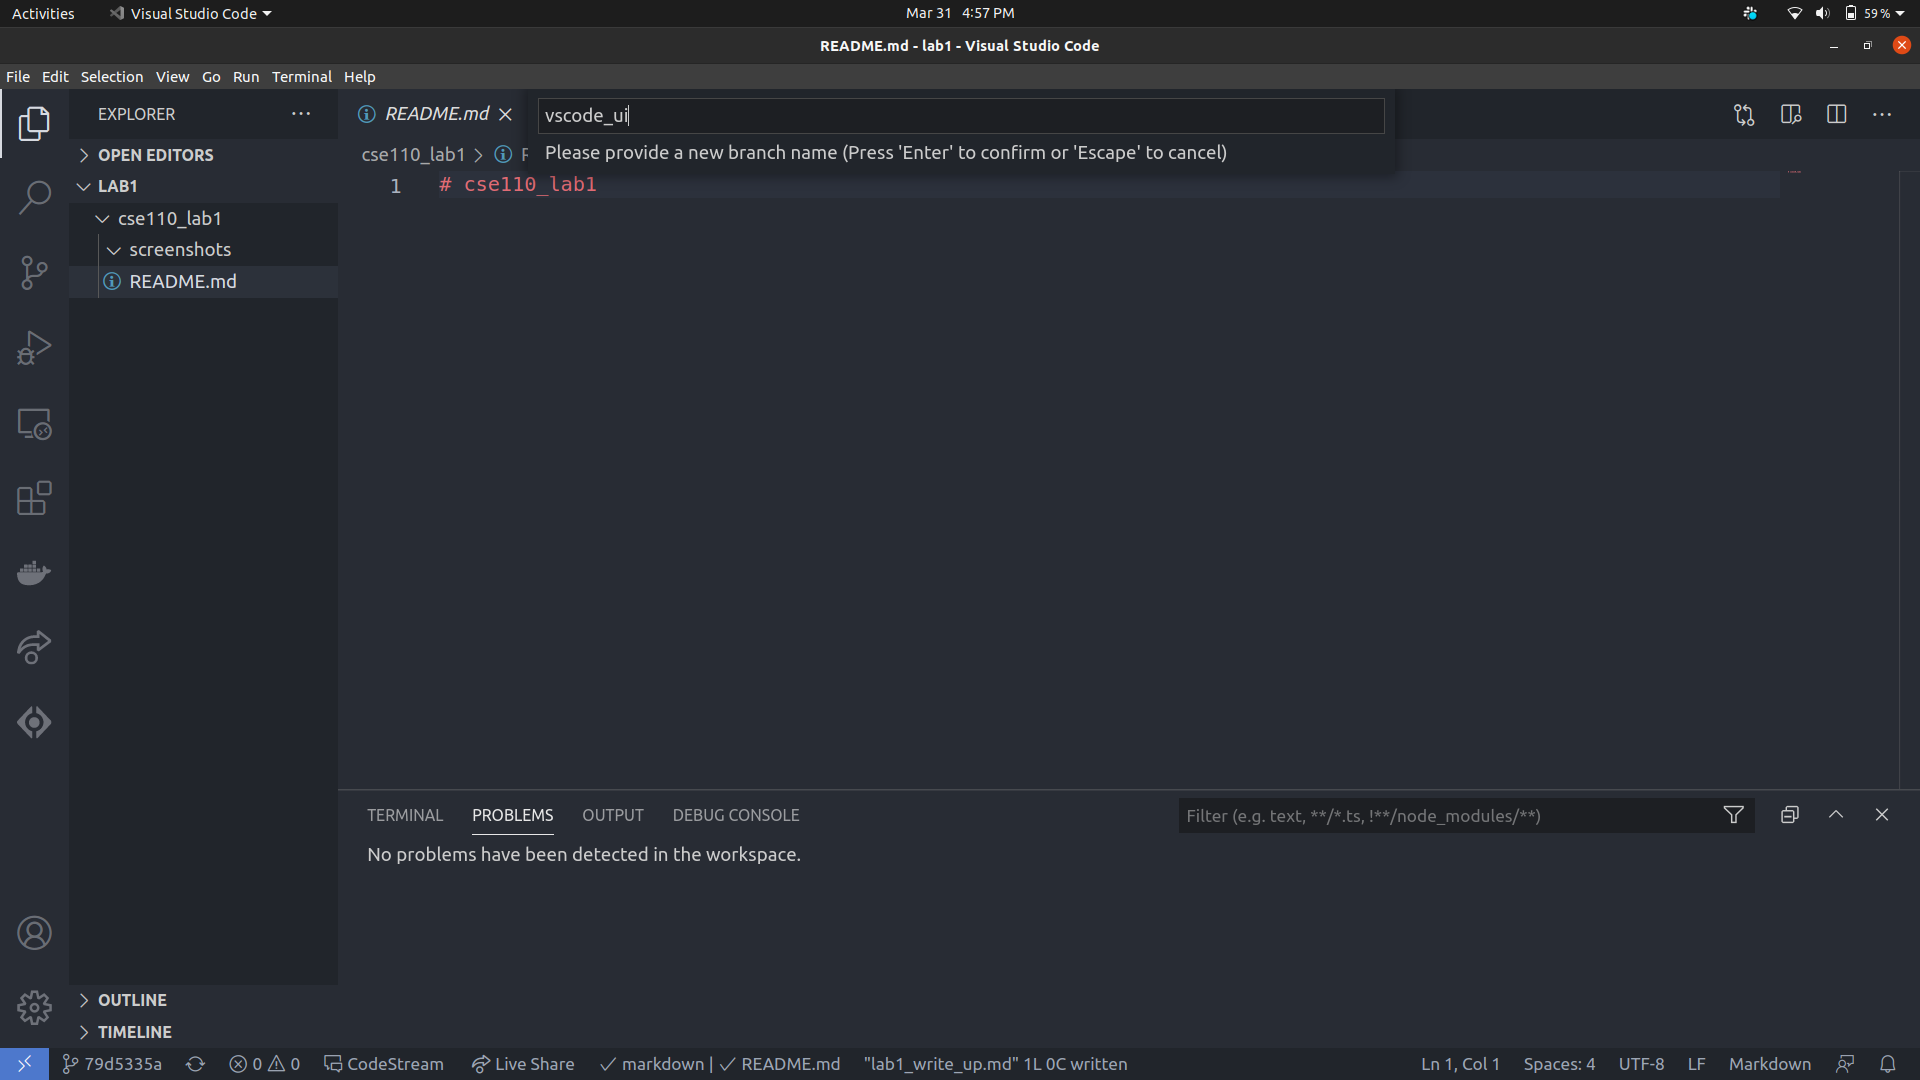 Activities Visual Studio Code Mar 31 4:57 PM 59 %
README.md - lab1 - Visual Studio Code
File Edit Selection View Go Run Terminal Help
EXPLORER
OPEN EDITORS
LAB1
cse110_lab1
screenshots
README.md
README.md
vscode_ui
cse110_lab1
Please provide a new branch name (Press 'Enter' to confirm or 'Escape' to cancel)
1 # cse110_lab1
TERMINAL PROBLEMS OUTPUT DEBUG CONSOLE Filter (e.g. text, **/*.ts, !**/node_modules/**)
No problems have been detected in the workspace.
OUTLINE
TIMELINE
79d5335a 0 0 CodeStream Live Share markdown | README.md "lab1_write_up.md" 1L 0C written Ln 1, Col 1 Spaces: 4 UTF-8 LF Markdown